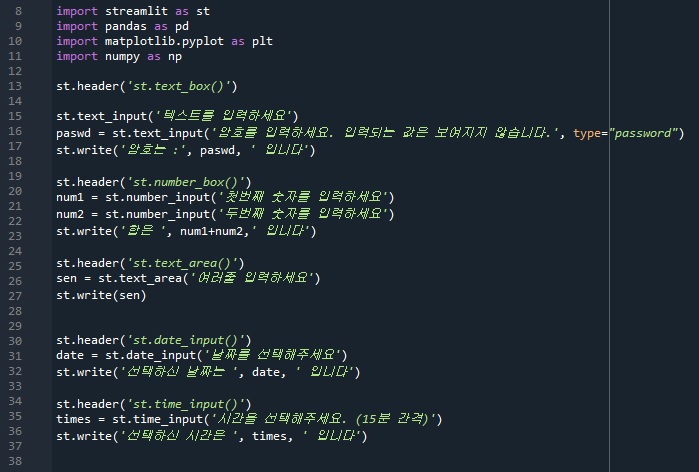 8 import streamlit as st
9 import pandas as pd
10 import matplotlib.pyplot as plt
11 import numpy as np
12
13 st.header('st.text_box()')
14
15 st.text_input('텍스트를 입력하세요')
16 paswd = st.text_input('암호를 입력하세요. 입력되는 값은 보여지지 않습니다.', type="password")
17 st.write('암호는 :', paswd, ' 입니다')
18
19 st.header('st.number_box()')
20 num1 = st.number_input('첫번째 숫자를 입력하세요')
21 num2 = st.number_input('두번째 숫자를 입력하세요')
22 st.write('합은 ', num1+num2,' 입니다')
23
24
25 st.header('st.text_area()')
26 sen = st.text_area('여러줄 입력하세요')
27 st.write(sen)
28
29
30 st.header('st.date_input()')
31 date = st.date_input('날짜를 선택해주세요')
32 st.write('선택하신 날짜는 ', date, ' 입니다')
33
34 st.header('st.time_input()')
35 times = st.time_input('시간을 선택해주세요. (15분 간격)')
36 st.write('선택하신 시간은 ', times, ' 입니다')
37
38